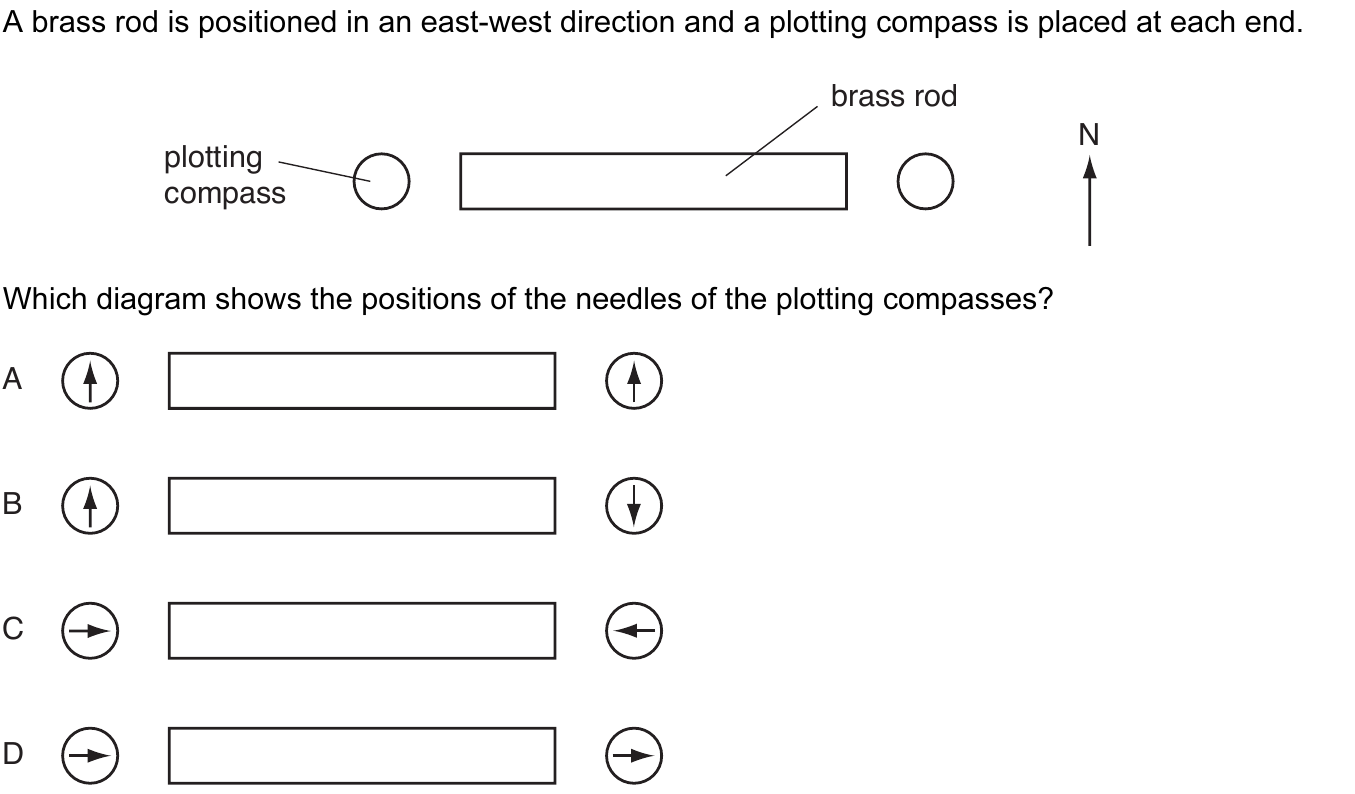 A brass rod is positioned in an east-west direction and a plotting compass is placed at each end.
brass rod
N
plotting
compass
Which diagram shows the positions of the needles of the plotting compasses?
A
B
C
D